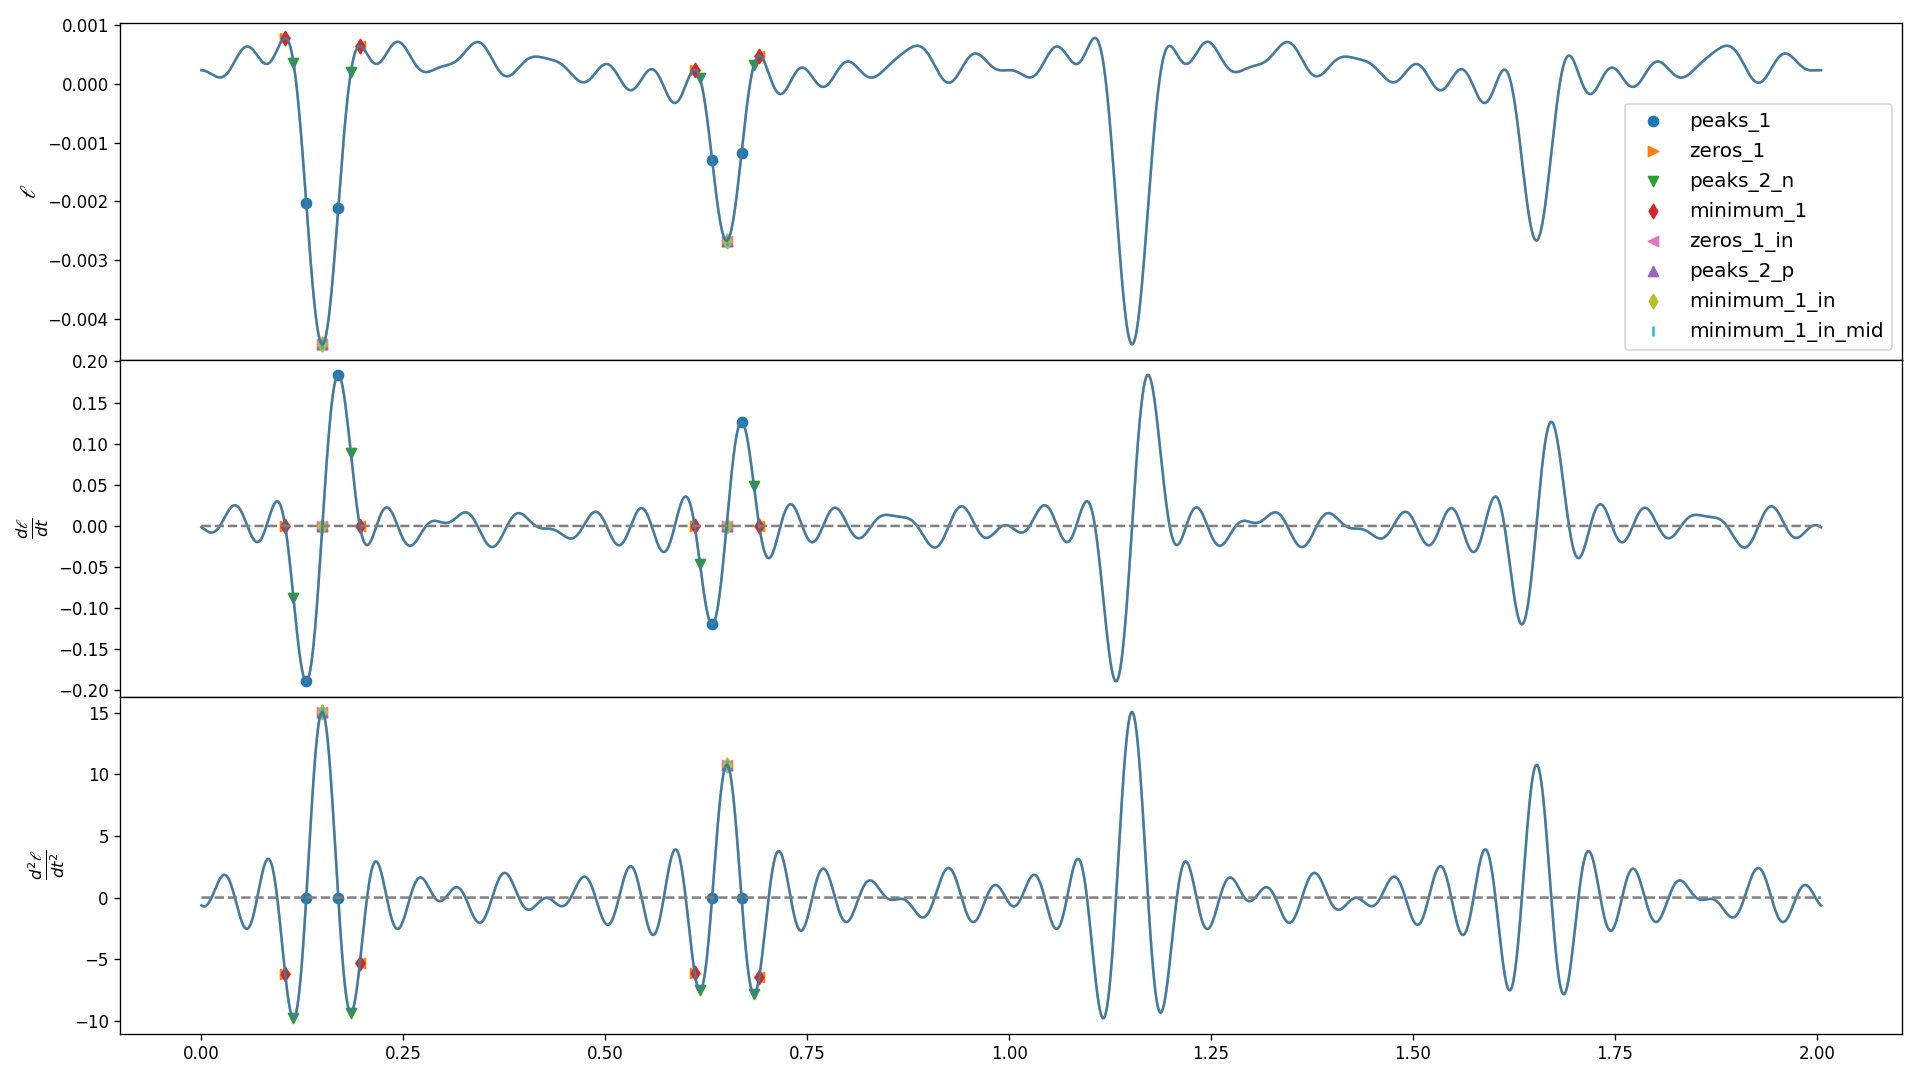 0.001
0.000
−0.001
−0.002
−0.003
−0.004
ℓ
peaks_1
zeros_1
peaks_2_n
minimum_1
zeros_1_in
peaks_2_p
minimum_1_in
minimum_1_in_mid
0.20
0.15
0.10
0.05
0.00
−0.05
−0.10
−0.15
−0.20
dℓ/dt
15
10
5
0
−5
−10
d²ℓ/dt²
0.00 0.25 0.50 0.75 1.00 1.25 1.50 1.75 2.00